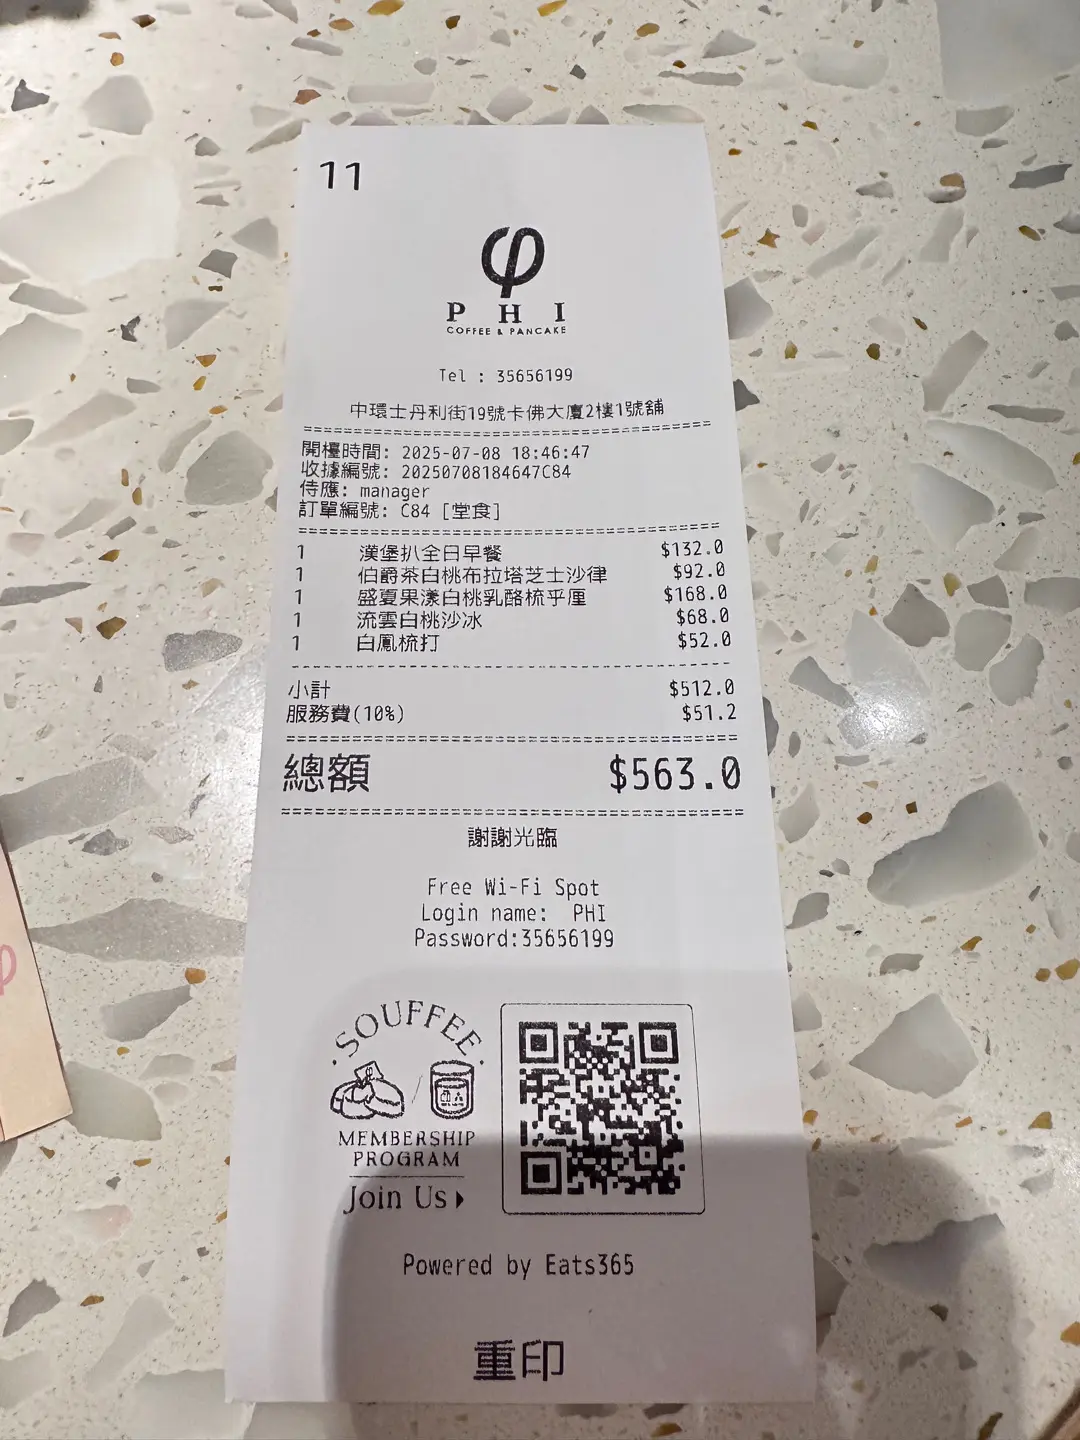 11
φ
PHI
COFFEE & PANCAKE
Tel : 35656199
中環士丹利街19號卡佛大廈2樓1號舖
開檯時間: 2025-07-08 18:46:47
收據編號: 20250708184647C84
侍應: manager
訂單編號: C84 [堂食]
1 漢堡扒全日早餐 $132.0
1 伯爵茶白桃布拉塔芝士沙律 $92.0
1 盛夏果漾白桃乳酪梳乎厘 $168.0
1 流雲白桃沙冰 $68.0
1 白鳳梳打 $52.0
小計 $512.0
服務費(10%) $51.2
總額 $563.0
謝謝光臨
Free Wi-Fi Spot
Login name: PHI
Password:35656199
SOUFFEE
MEMBERSHIP
PROGRAM
Join Us
Powered by Eats365
重印